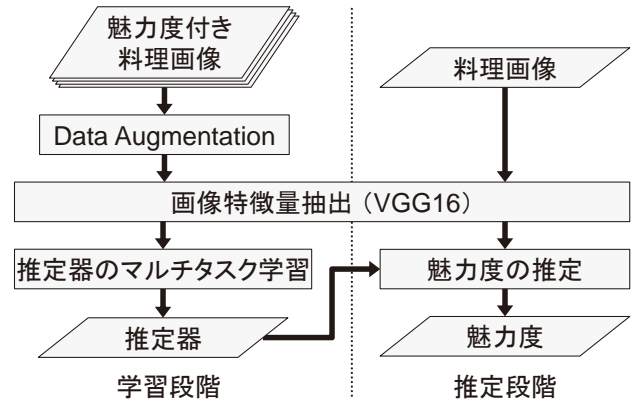 魅力度付き
料理画像
Data Augmentation
画像特徴量抽出（VGG16）
推定器のマルチタスク学習
推定器
学習段階
料理画像
魅力度の推定
魅力度
推定段階